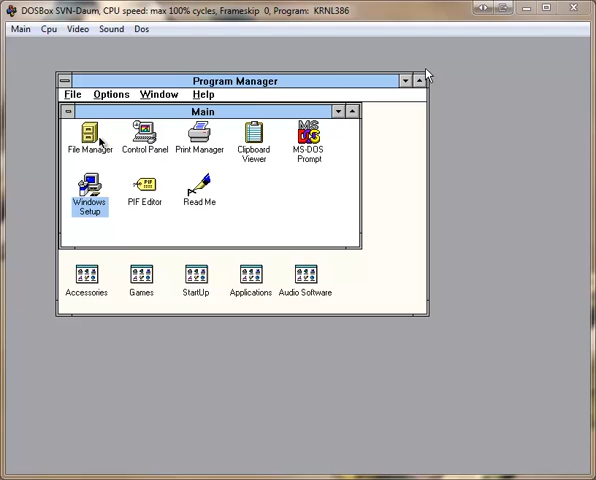 DOSBox SVN-Daum, CPU speed: max 100% cycles, Frameskip 0, Program: KRNL386
Main Cpu Video Sound Dos
Program Manager
File Options Window Help
Main
File Manager Control Panel Print Manager Clipboard Viewer MS-DOS Prompt
MS DOS
PIF
Windows Setup PIF Editor Read Me
Accessories Games StartUp Applications Audio Software